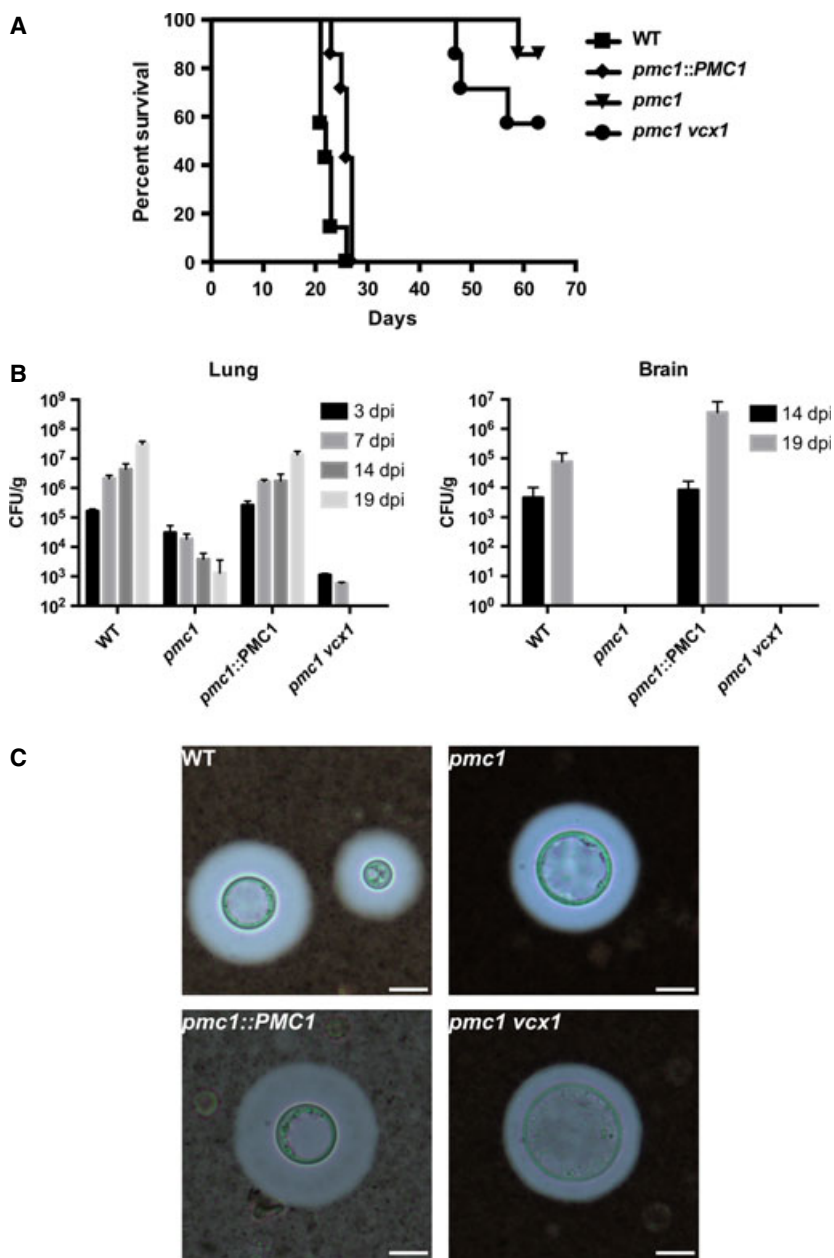 A
Percent survival
100
80
60
40
20
0
0 10 20 30 40 50 60 70
Days
WT
pmc1::PMC1
pmc1
pmc1 vcx1
B
Lung
CFU/g
10⁹
10⁸
10⁷
10⁶
10⁵
10⁴
10³
10²
3 dpi
7 dpi
14 dpi
19 dpi
WT
pmc1
pmc1::PMC1
pmc1 vcx1
Brain
CFU/g
10⁷
10⁶
10⁵
10⁴
10³
10²
10¹
10⁰
14 dpi
19 dpi
WT
pmc1
pmc1::PMC1
pmc1 vcx1
C
WT
pmc1
pmc1::PMC1
pmc1 vcx1